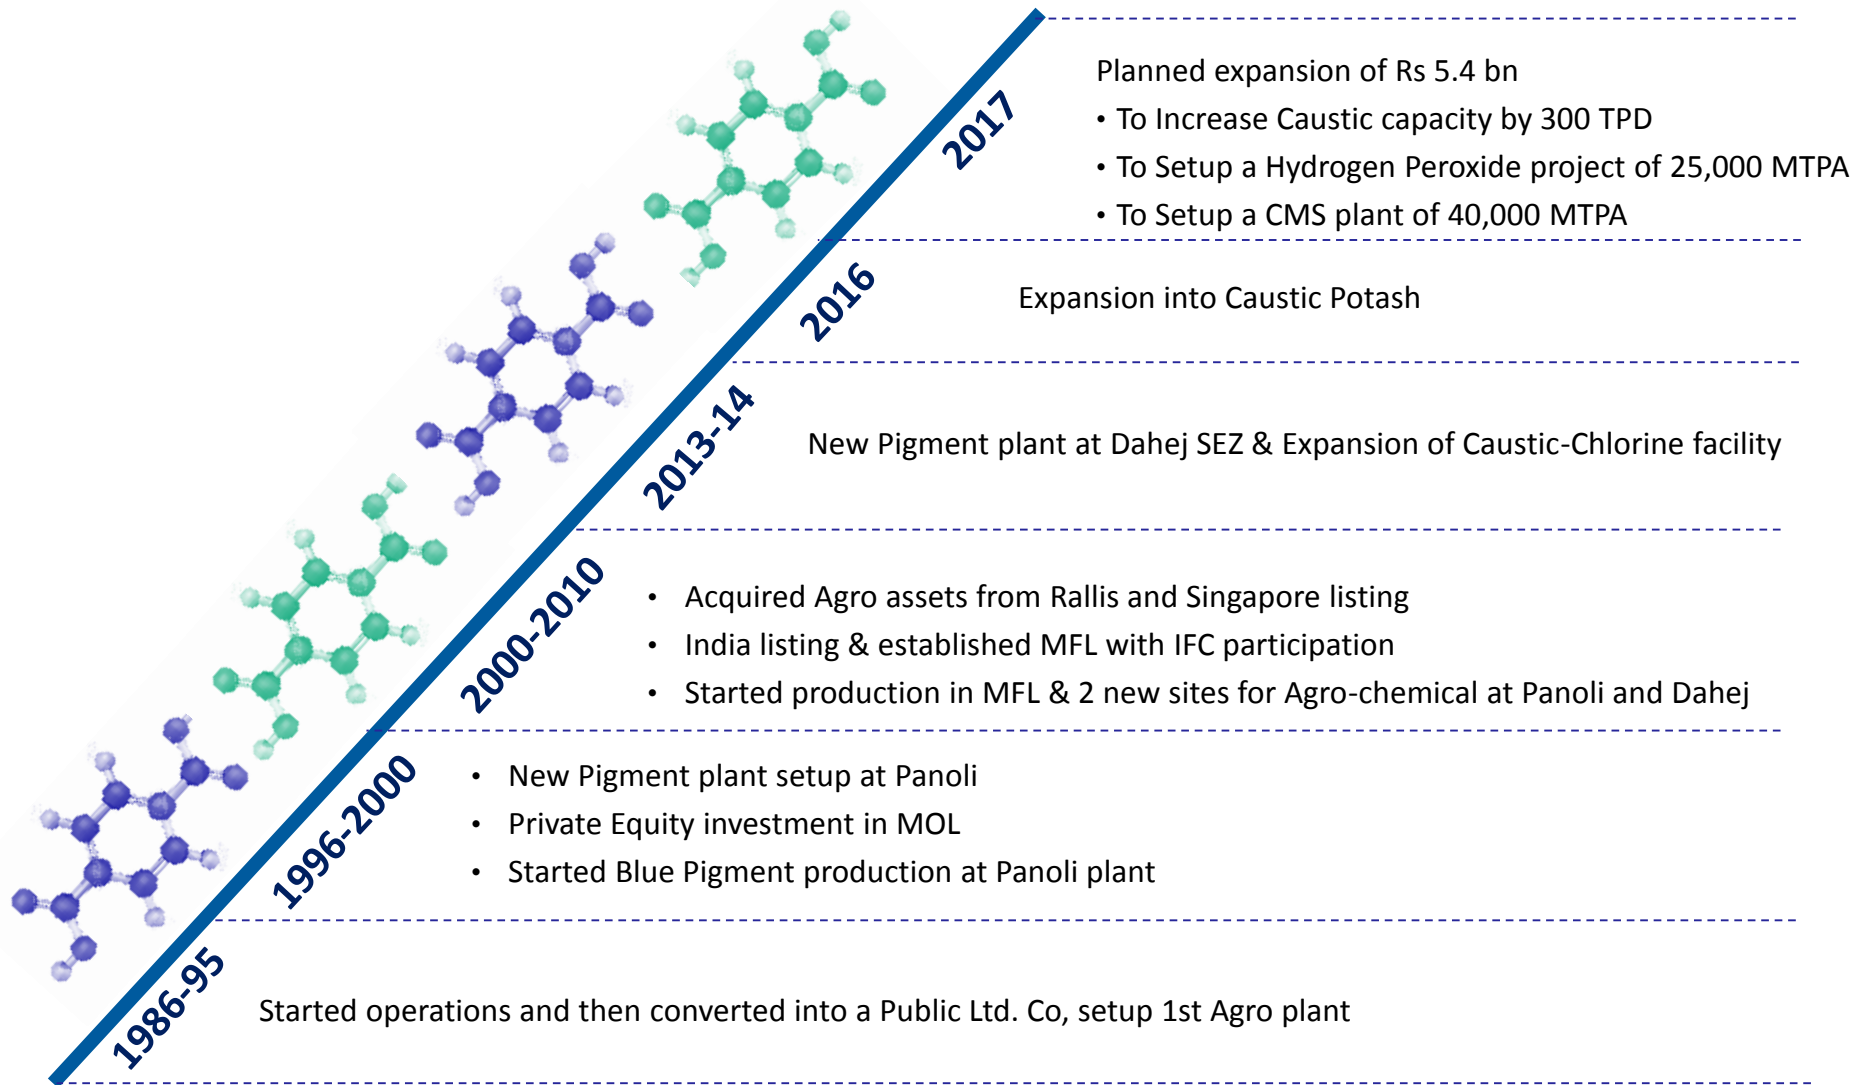 2017
Planned expansion of Rs 5.4 bn
• To Increase Caustic capacity by 300 TPD
• To Setup a Hydrogen Peroxide project of 25,000 MTPA
• To Setup a CMS plant of 40,000 MTPA
2016
Expansion into Caustic Potash
2013-14
New Pigment plant at Dahej SEZ & Expansion of Caustic-Chlorine facility
2000-2010
• Acquired Agro assets from Rallis and Singapore listing
• India listing & established MFL with IFC participation
• Started production in MFL & 2 new sites for Agro-chemical at Panoli and Dahej
1996-2000
• New Pigment plant setup at Panoli
• Private Equity investment in MOL
• Started Blue Pigment production at Panoli plant
1986-95
Started operations and then converted into a Public Ltd. Co, setup 1st Agro plant